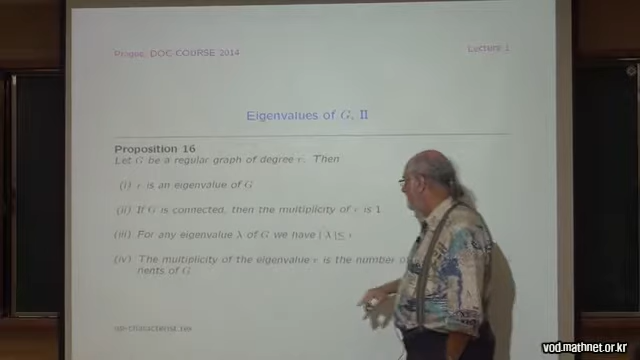 Prague, DOC-COURSE 2014
Lecture 1
Eigenvalues of G, II
Proposition 16
Let G be a regular graph of degree r. Then
(i) r is an eigenvalue of G
(ii) If G is connected, then the multiplicity of r is 1
(iii) For any eigenvalue λ of G we have | λ |≤ r
(iv) The multiplicity of the eigenvalue r is the number of
nents of G
vod.mathnet.or.kr